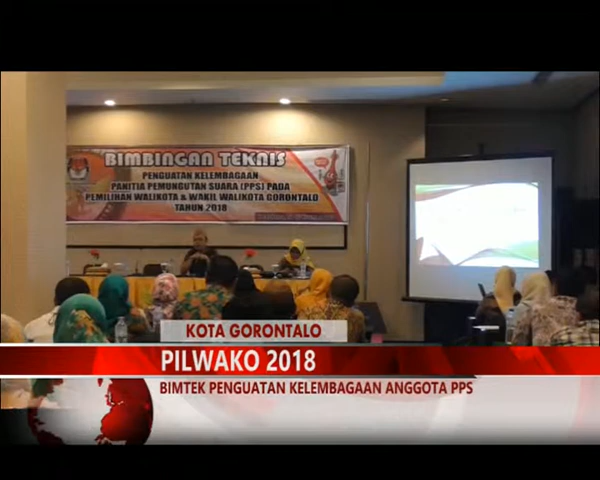 BIMBINGAN TEKNIS
PENGUATAN KELEMBAGAAN
PANITIA PEMUNGUTAN SUARA (PPS) PADA
PEMILIHAN WALIKOTA & WAKIL WALIKOTA GORONTALO
TAHUN 2018
KOTA GORONTALO
PILWAKO 2018
BIMTEK PENGUATAN KELEMBAGAAN ANGGOTA PPS